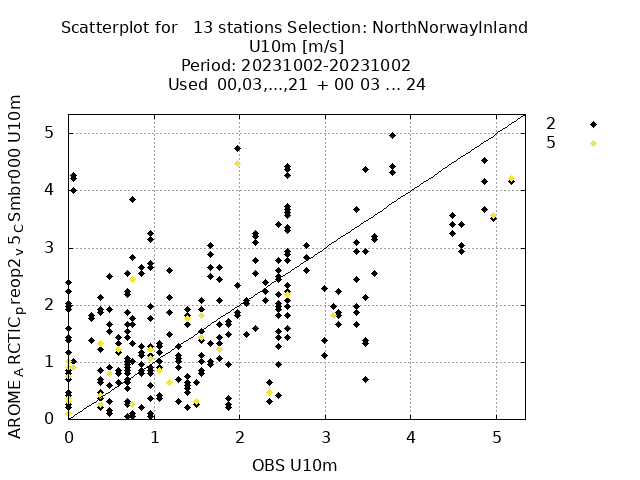 Scatterplot for 13 stations Selection: NorthNorwayInland
U10m [m/s]
Period: 20231002-20231002
Used 00,03,...,21 + 00 03 ... 24
AROME_ARCTIC_preop2_v5_CSmbr000 U10m
5
4
3
2
1
0
0 1 2 3 4 5
OBS U10m
2
5